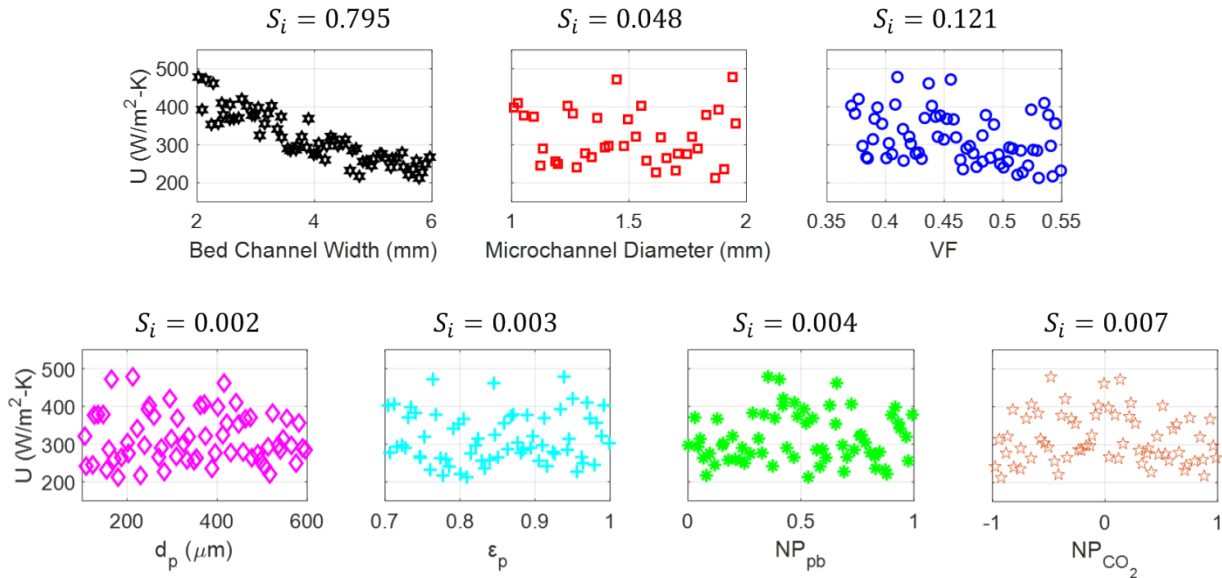 S_i = 0.795
S_i = 0.048
S_i = 0.121
U (W/m²-K)
500
400
300
200
2 4 6
1 1.5 2
0.35 0.4 0.45 0.5 0.55
Bed Channel Width (mm)
Microchannel Diameter (mm)
VF
S_i = 0.002
S_i = 0.003
S_i = 0.004
S_i = 0.007
U (W/m²-K)
500
400
300
200
200 400 600
0.7 0.8 0.9 1
0 0.5 1
-1 0 1
d_p (μm)
ε_p
NP_pb
NP_CO₂